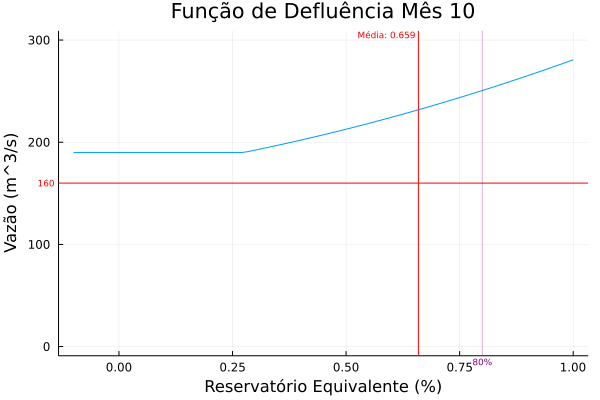 Função de Defluência Mês 10
Média: 0.659
300
200
160
100
0
Vazão (m^3/s)
0.00
0.25
0.50
0.75
80%
1.00
Reservatório Equivalente (%)